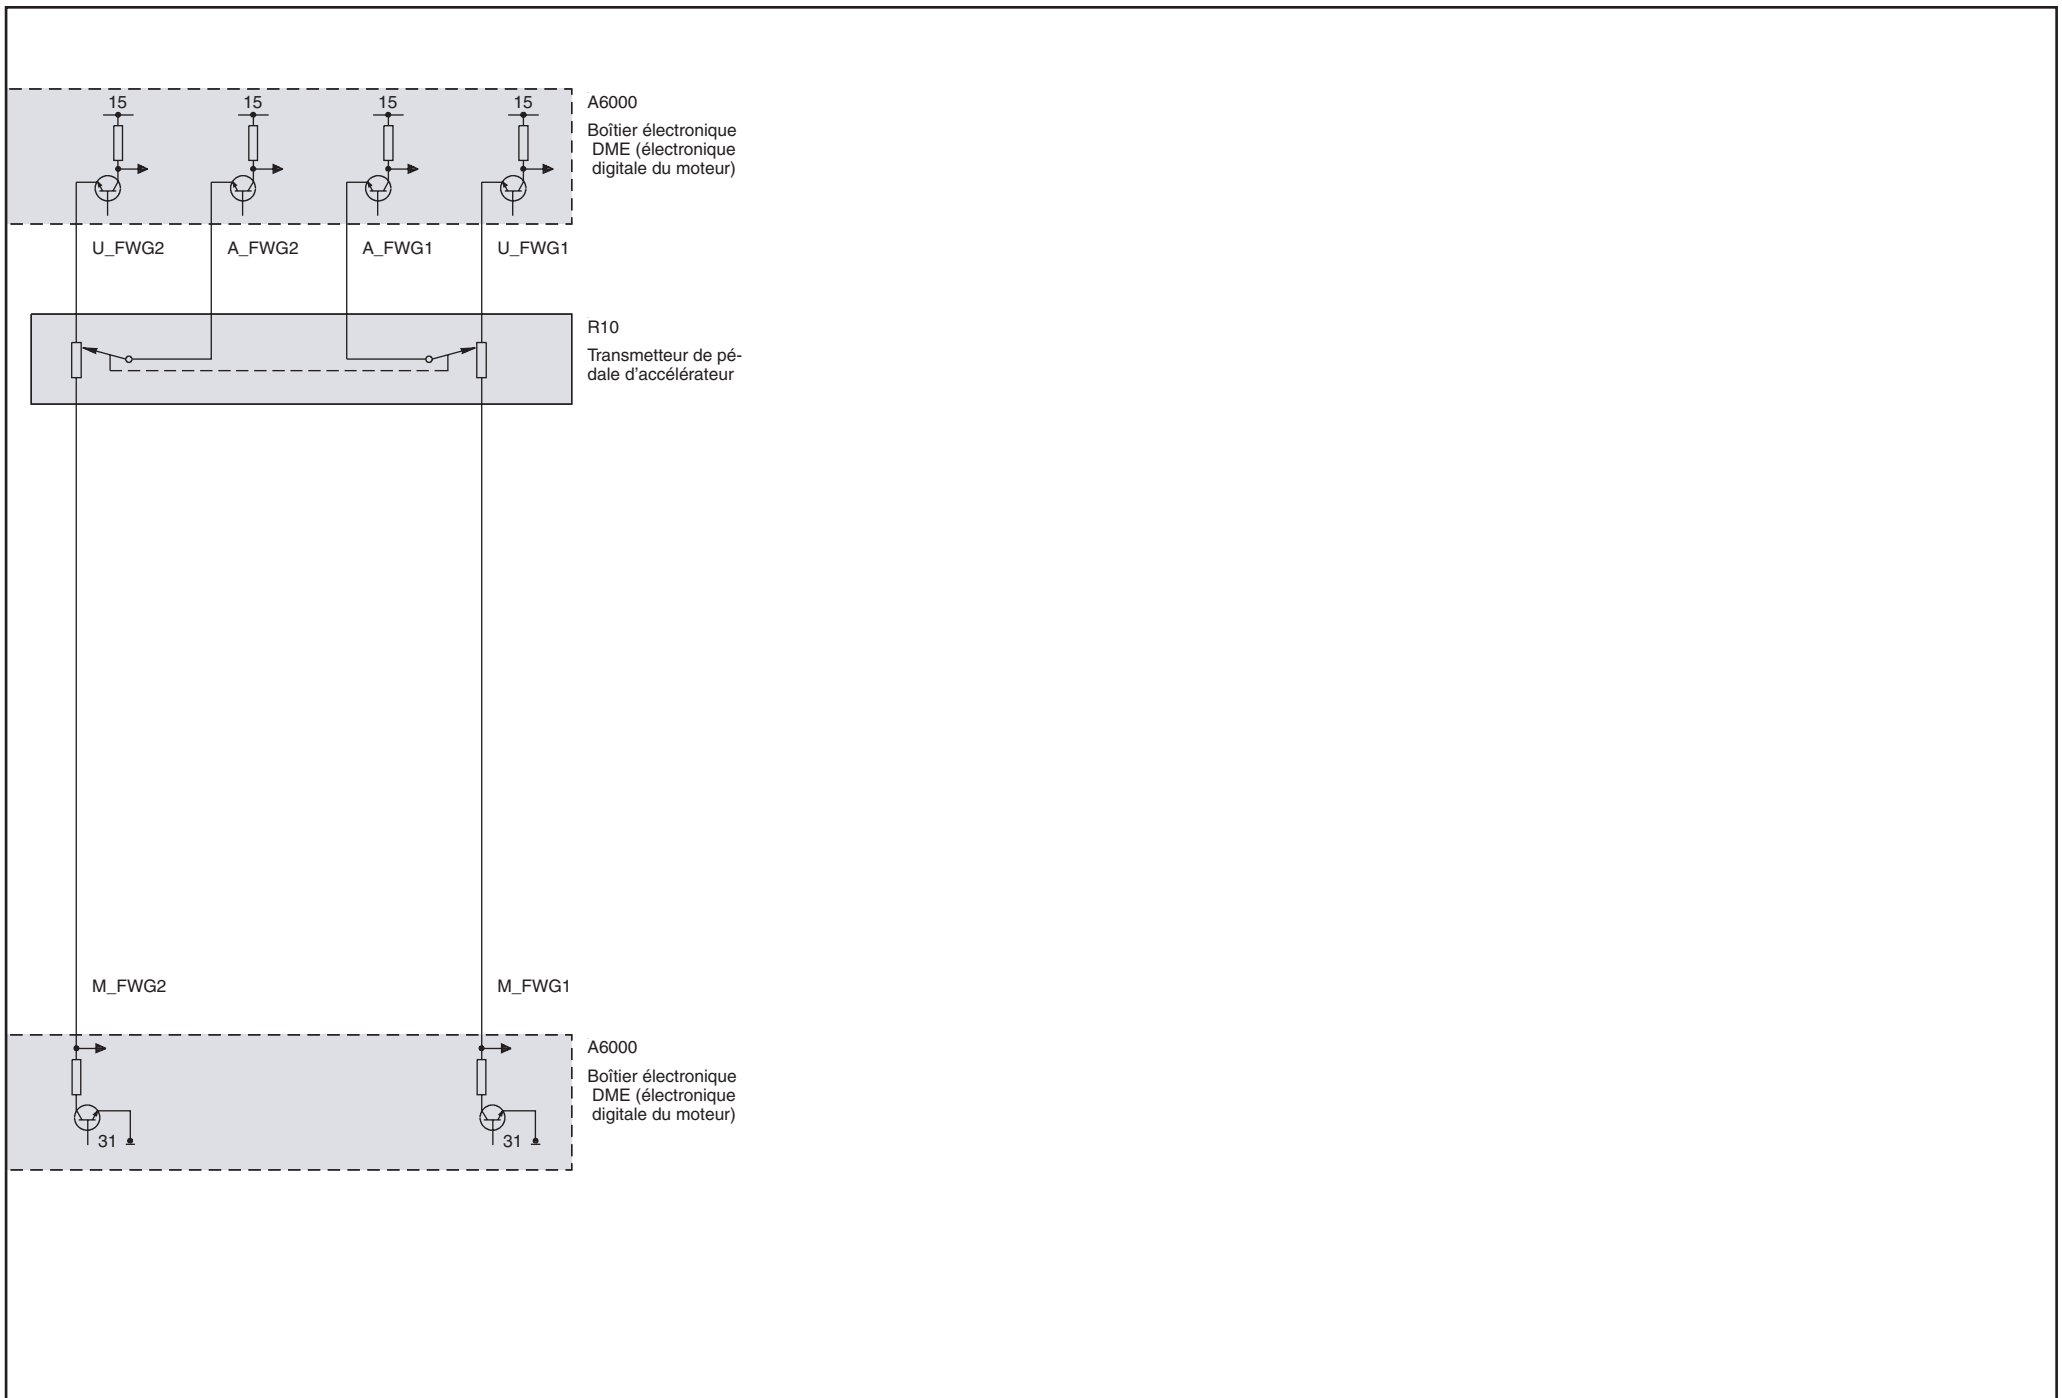 15 15 15 15
A6000
Boîtier électronique
DME (électronique
digitale du moteur)
U_FWG2 A_FWG2 A_FWG1 U_FWG1
R10
Transmetteur de pé-
dale d'accélérateur
M_FWG2 M_FWG1
A6000
Boîtier électronique
DME (électronique
digitale du moteur)
31 31